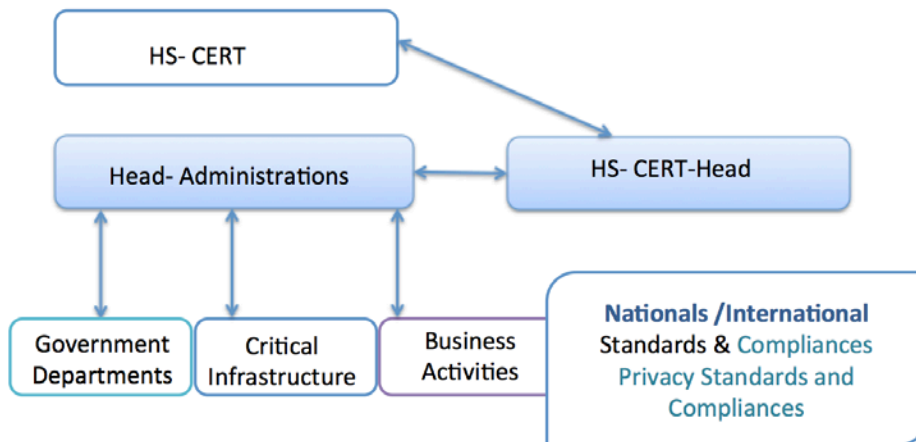 HS- CERT
Head- Administrations
HS- CERT-Head
Government
Departments
Critical
Infrastructure
Business
Activities
Nationals /International
Standards & Compliances
Privacy Standards and
Compliances